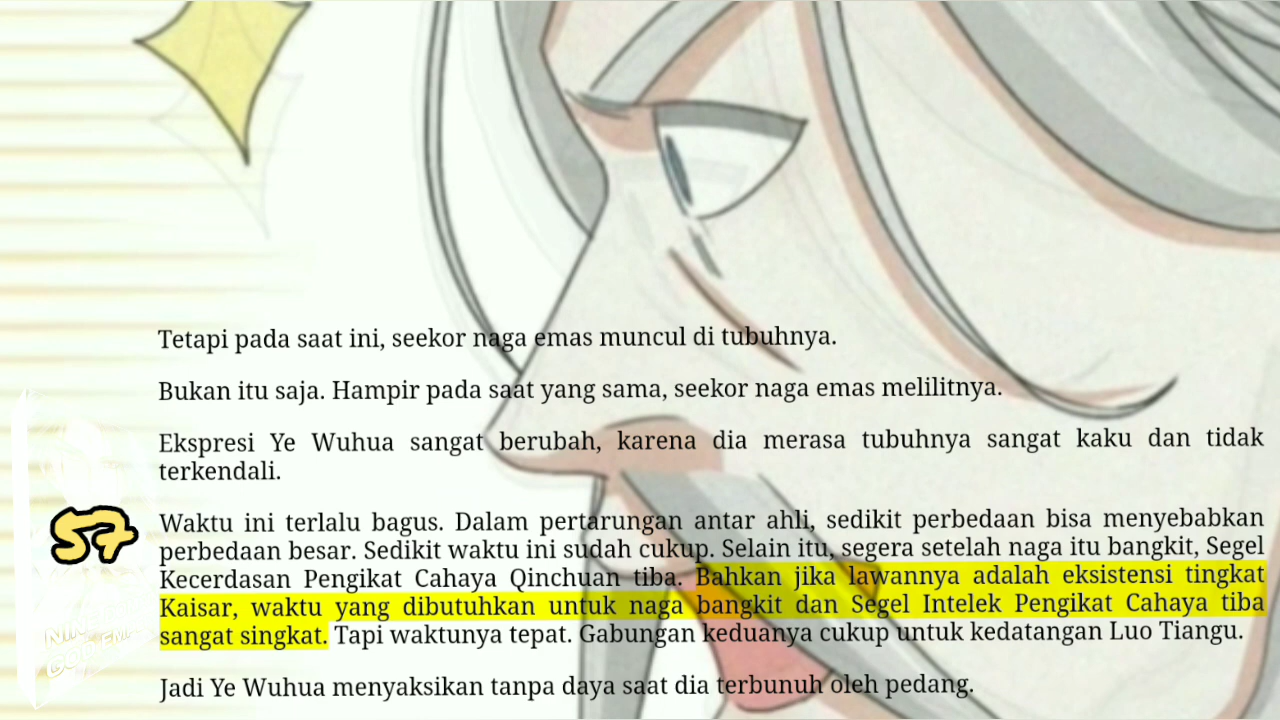 Tetapi pada saat ini, seekor naga emas muncul di tubuhnya.
Bukan itu saja. Hampir pada saat yang sama, seekor naga emas melilitnya.
Ekspresi Ye Wuhua sangat berubah, karena dia merasa tubuhnya sangat kaku dan tidak
terkendali.
Waktu ini terlalu bagus. Dalam pertarungan antar ahli, sedikit perbedaan bisa menyebabkan
perbedaan besar. Sedikit waktu ini sudah cukup. Selain itu, segera setelah naga itu bangkit, Segel
Kecerdasan Pengikat Cahaya Qinchuan tiba. Bahkan jika lawannya adalah eksistensi tingkat
Kaisar, waktu yang dibutuhkan untuk naga bangkit dan Segel Intelek Pengikat Cahaya tiba
sangat singkat. Tapi waktunya tepat. Gabungan keduanya cukup untuk kedatangan Luo Tiangu.
Jadi Ye Wuhua menyaksikan tanpa daya saat dia terbunuh oleh pedang.
57